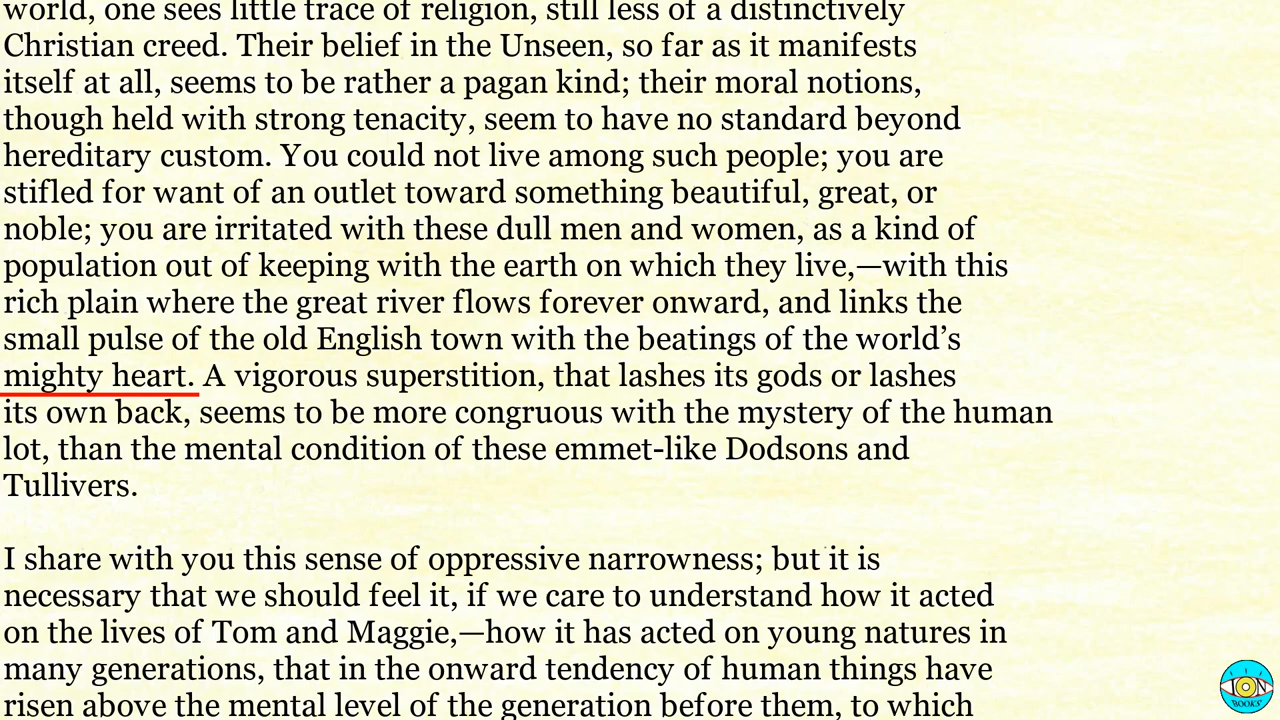 world, one sees little trace of religion, still less of a distinctively
Christian creed. Their belief in the Unseen, so far as it manifests
itself at all, seems to be rather a pagan kind; their moral notions,
though held with strong tenacity, seem to have no standard beyond
hereditary custom. You could not live among such people; you are
stifled for want of an outlet toward something beautiful, great, or
noble; you are irritated with these dull men and women, as a kind of
population out of keeping with the earth on which they live,—with this
rich plain where the great river flows forever onward, and links the
small pulse of the old English town with the beatings of the world’s
mighty heart. A vigorous superstition, that lashes its gods or lashes
its own back, seems to be more congruous with the mystery of the human
lot, than the mental condition of these emmet-like Dodsons and
Tullivers.
I share with you this sense of oppressive narrowness; but it is
necessary that we should feel it, if we care to understand how it acted
on the lives of Tom and Maggie,—how it has acted on young natures in
many generations, that in the onward tendency of human things have
risen above the mental level of the generation before them, to which
ION
BOOKS